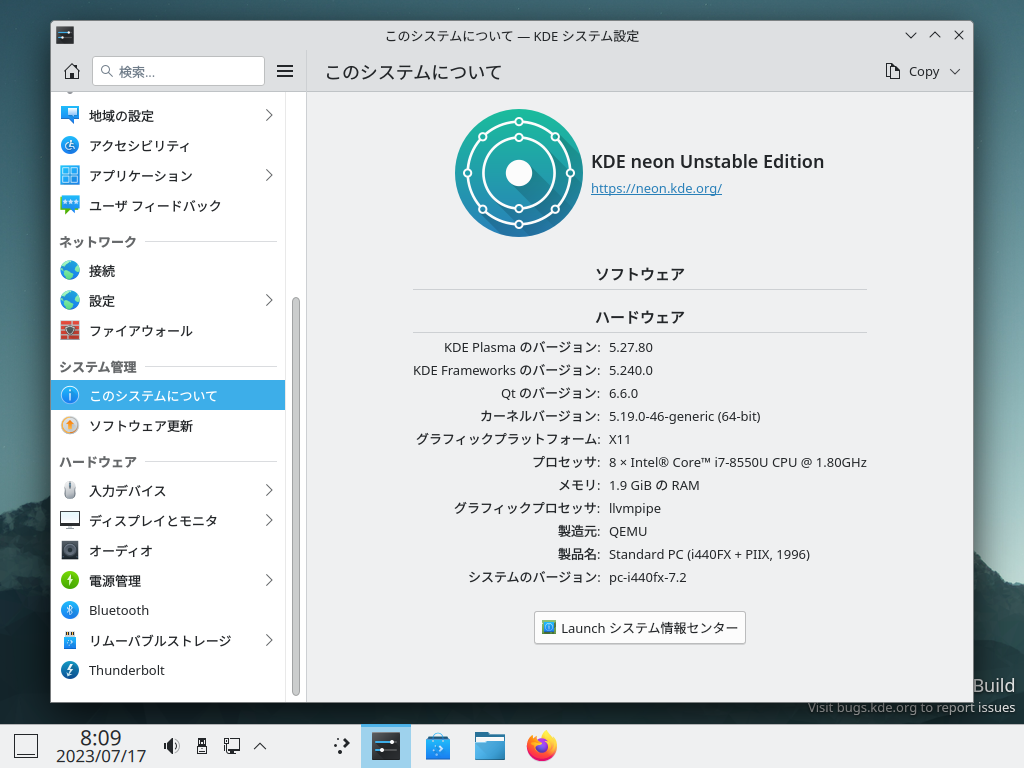 このシステムについて — KDE システム設定
検索...
このシステムについて
Copy
地域の設定
アクセシビリティ
アプリケーション
ユーザ フィードバック
ネットワーク
接続
設定
ファイアウォール
システム管理
このシステムについて
ソフトウェア更新
ハードウェア
入力デバイス
ディスプレイとモニタ
オーディオ
電源管理
Bluetooth
リムーバブルストレージ
Thunderbolt
KDE neon Unstable Edition
https://neon.kde.org/
ソフトウェア
ハードウェア
KDE Plasma のバージョン: 5.27.80
KDE Frameworks のバージョン: 5.240.0
Qt のバージョン: 6.6.0
カーネルバージョン: 5.19.0-46-generic (64-bit)
グラフィックプラットフォーム: X11
プロセッサ: 8 × Intel® Core™ i7-8550U CPU @ 1.80GHz
メモリ: 1.9 GiB の RAM
グラフィックプロセッサ: llvmpipe
製造元: QEMU
製品名: Standard PC (i440FX + PIIX, 1996)
システムのバージョン: pc-i440fx-7.2
Launch システム情報センター
Build
Visit bugs.kde.org to report issues
8:09
2023/07/17